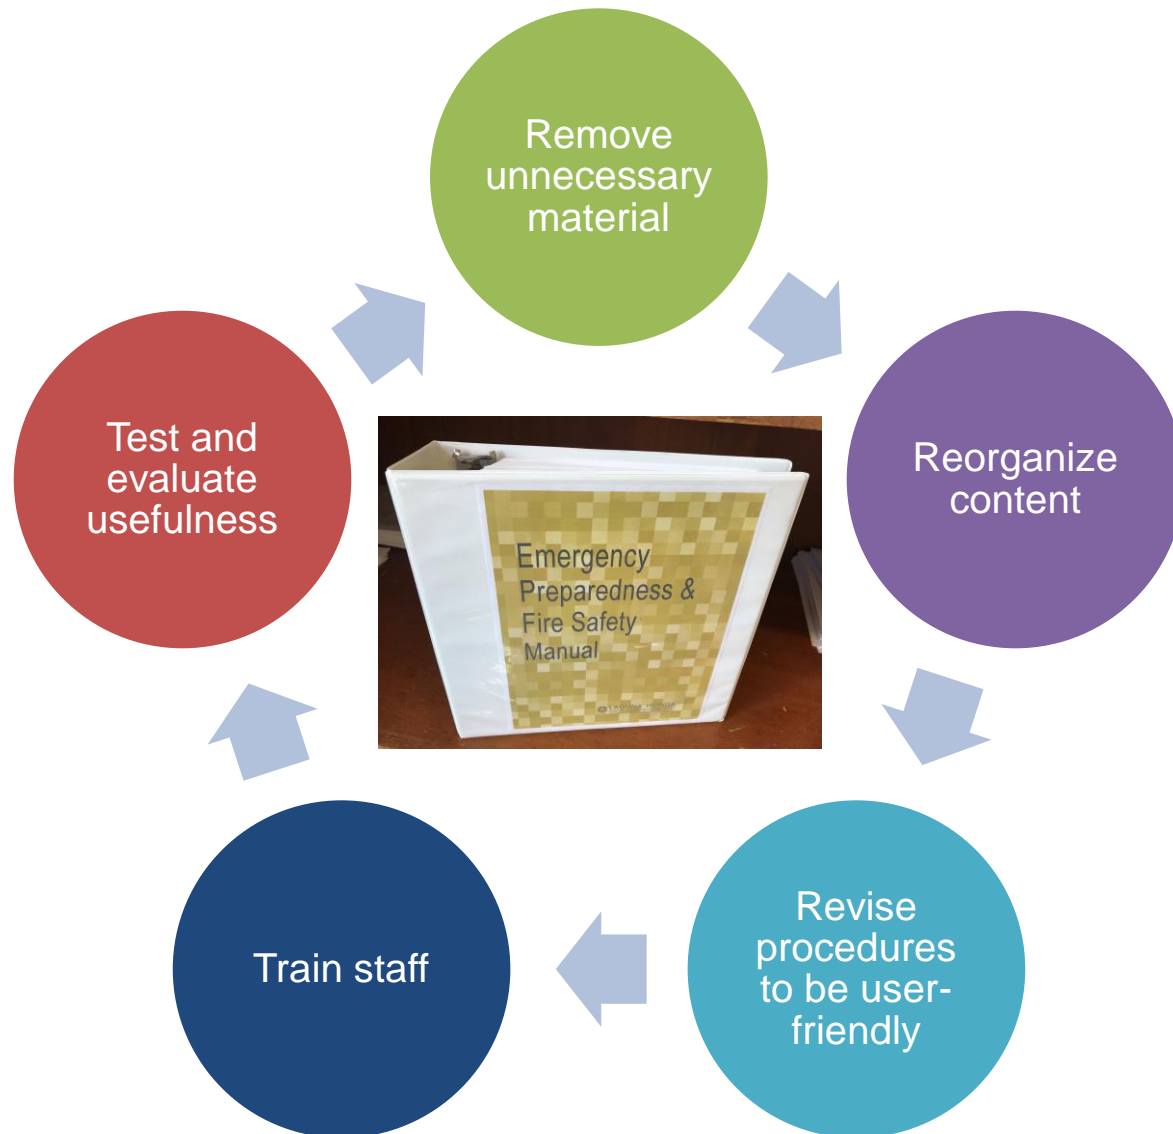 Remove
unnecessary
material
Reorganize
content
Revise
procedures
to be user-
friendly
Train staff
Test and
evaluate
usefulness
Emergency
Preparedness &
Fire Safety
Manual